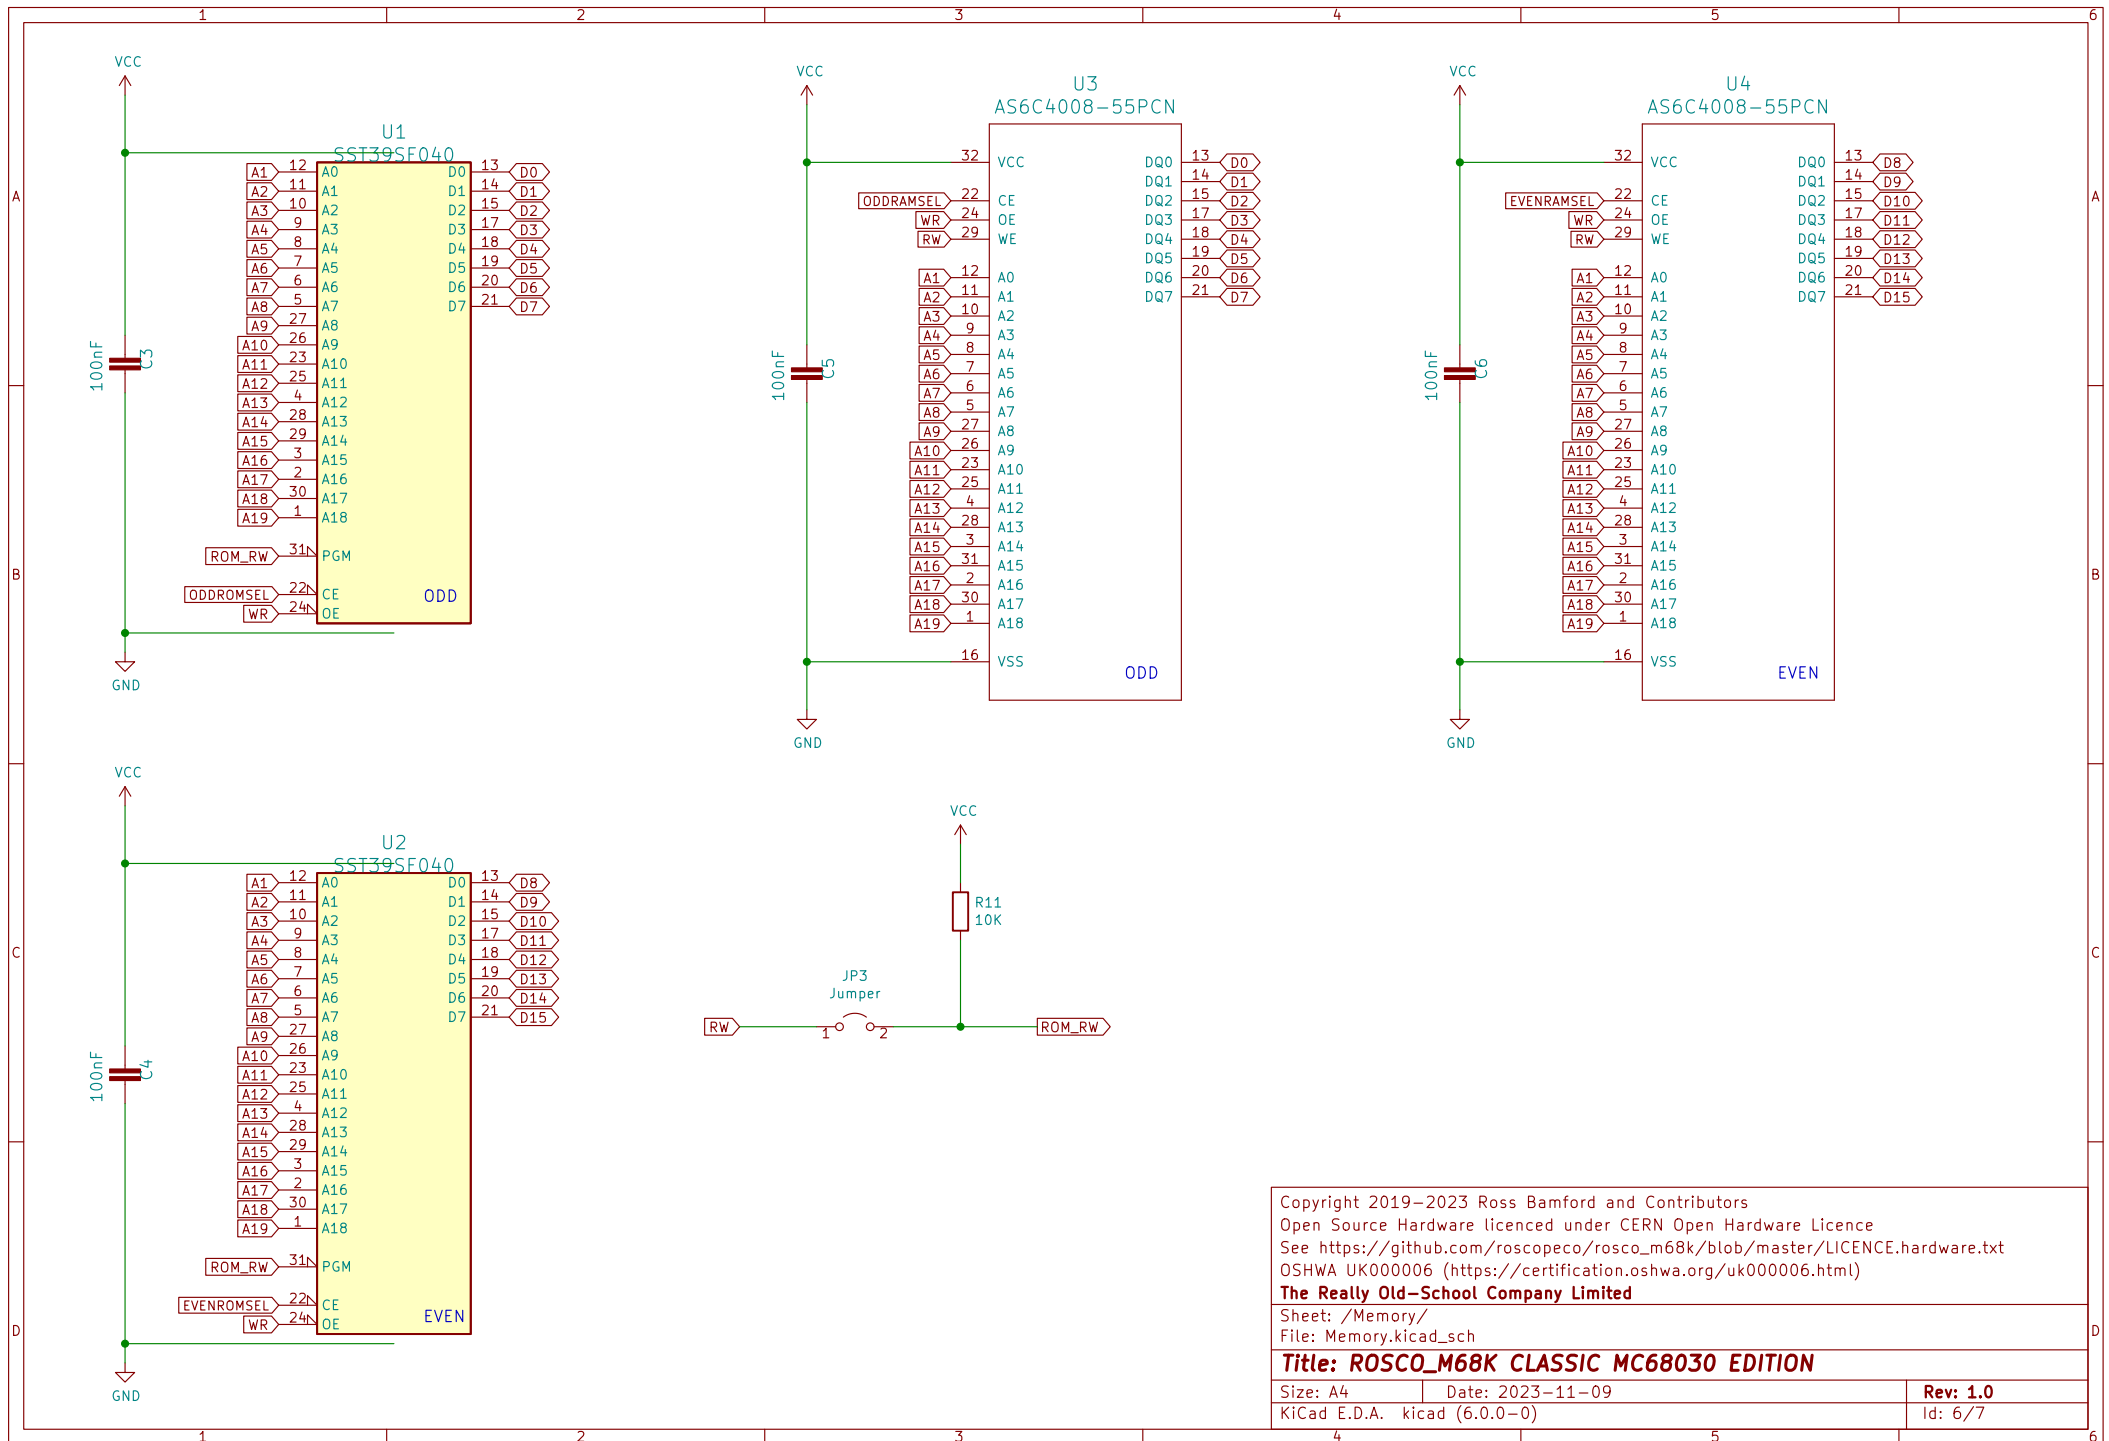 1 2 3 4 5 6
A
B
C
D
VCC
U1
SST39SF040
A1 12 A0 D0 13 D0
A2 11 A1 D1 14 D1
A3 10 A2 D2 15 D2
A4 9 A3 D3 17 D3
A5 8 A4 D4 18 D4
A6 7 A5 D5 19 D5
A7 6 A6 D6 20 D6
A8 5 A7 D7 21 D7
A9 27 A8
A10 26 A9
A11 23 A10
A12 25 A11
A13 4 A12
A14 28 A13
A15 29 A14
A16 3 A15
A17 2 A16
A18 30 A17
A19 1 A18
ROM_RW 31 PGM
ODDROMSEL 22 CE ODD
WR 24 OE
100nF
C3
GND
VCC
U3
AS6C4008-55PCN
32 VCC DQ0 13 D0
DQ1 14 D1
ODDRAMSEL 22 CE DQ2 15 D2
WR 24 OE DQ3 17 D3
RW 29 WE DQ4 18 D4
DQ5 19 D5
A1 12 A0 DQ6 20 D6
A2 11 A1 DQ7 21 D7
A3 10 A2
A4 9 A3
A5 8 A4
A6 7 A5
A7 6 A6
A8 5 A7
A9 27 A8
A10 26 A9
A11 23 A10
A12 25 A11
A13 4 A12
A14 28 A13
A15 3 A14
A16 31 A15
A17 2 A16
A18 30 A17
A19 1 A18
16 VSS
ODD
100nF
C5
GND
VCC
U4
AS6C4008-55PCN
32 VCC DQ0 13 D8
DQ1 14 D9
EVENRAMSEL 22 CE DQ2 15 D10
WR 24 OE DQ3 17 D11
RW 29 WE DQ4 18 D12
DQ5 19 D13
A1 12 A0 DQ6 20 D14
A2 11 A1 DQ7 21 D15
A3 10 A2
A4 9 A3
A5 8 A4
A6 7 A5
A7 6 A6
A8 5 A7
A9 27 A8
A10 26 A9
A11 23 A10
A12 25 A11
A13 4 A12
A14 28 A13
A15 3 A14
A16 31 A15
A17 2 A16
A18 30 A17
A19 1 A18
16 VSS
EVEN
100nF
C6
GND
VCC
U2
SST39SF040
A1 12 A0 D0 13 D8
A2 11 A1 D1 14 D9
A3 10 A2 D2 15 D10
A4 9 A3 D3 17 D11
A5 8 A4 D4 18 D12
A6 7 A5 D5 19 D13
A7 6 A6 D6 20 D14
A8 5 A7 D7 21 D15
A9 27 A8
A10 26 A9
A11 23 A10
A12 25 A11
A13 4 A12
A14 28 A13
A15 29 A14
A16 3 A15
A17 2 A16
A18 30 A17
A19 1 A18
ROM_RW 31 PGM
EVENROMSEL 22 CE
WR 24 OE
EVEN
100nF
C4
GND
VCC
R11
10K
JP3
Jumper
RW 1 2 ROM_RW
Copyright 2019-2023 Ross Bamford and Contributors
Open Source Hardware licenced under CERN Open Hardware Licence
See https://github.com/roscopeco/rosco_m68k/blob/master/LICENCE.hardware.txt
OSHWA UK000006 (https://certification.oshwa.org/uk000006.html)
The Really Old-School Company Limited
Sheet: /Memory/
File: Memory.kicad_sch
Title: ROSCO_M68K CLASSIC MC68030 EDITION
Size: A4 Date: 2023-11-09 Rev: 1.0
KiCad E.D.A. kicad (6.0.0-0) Id: 6/7
A
B
C
D
1 2 3 4 5 6